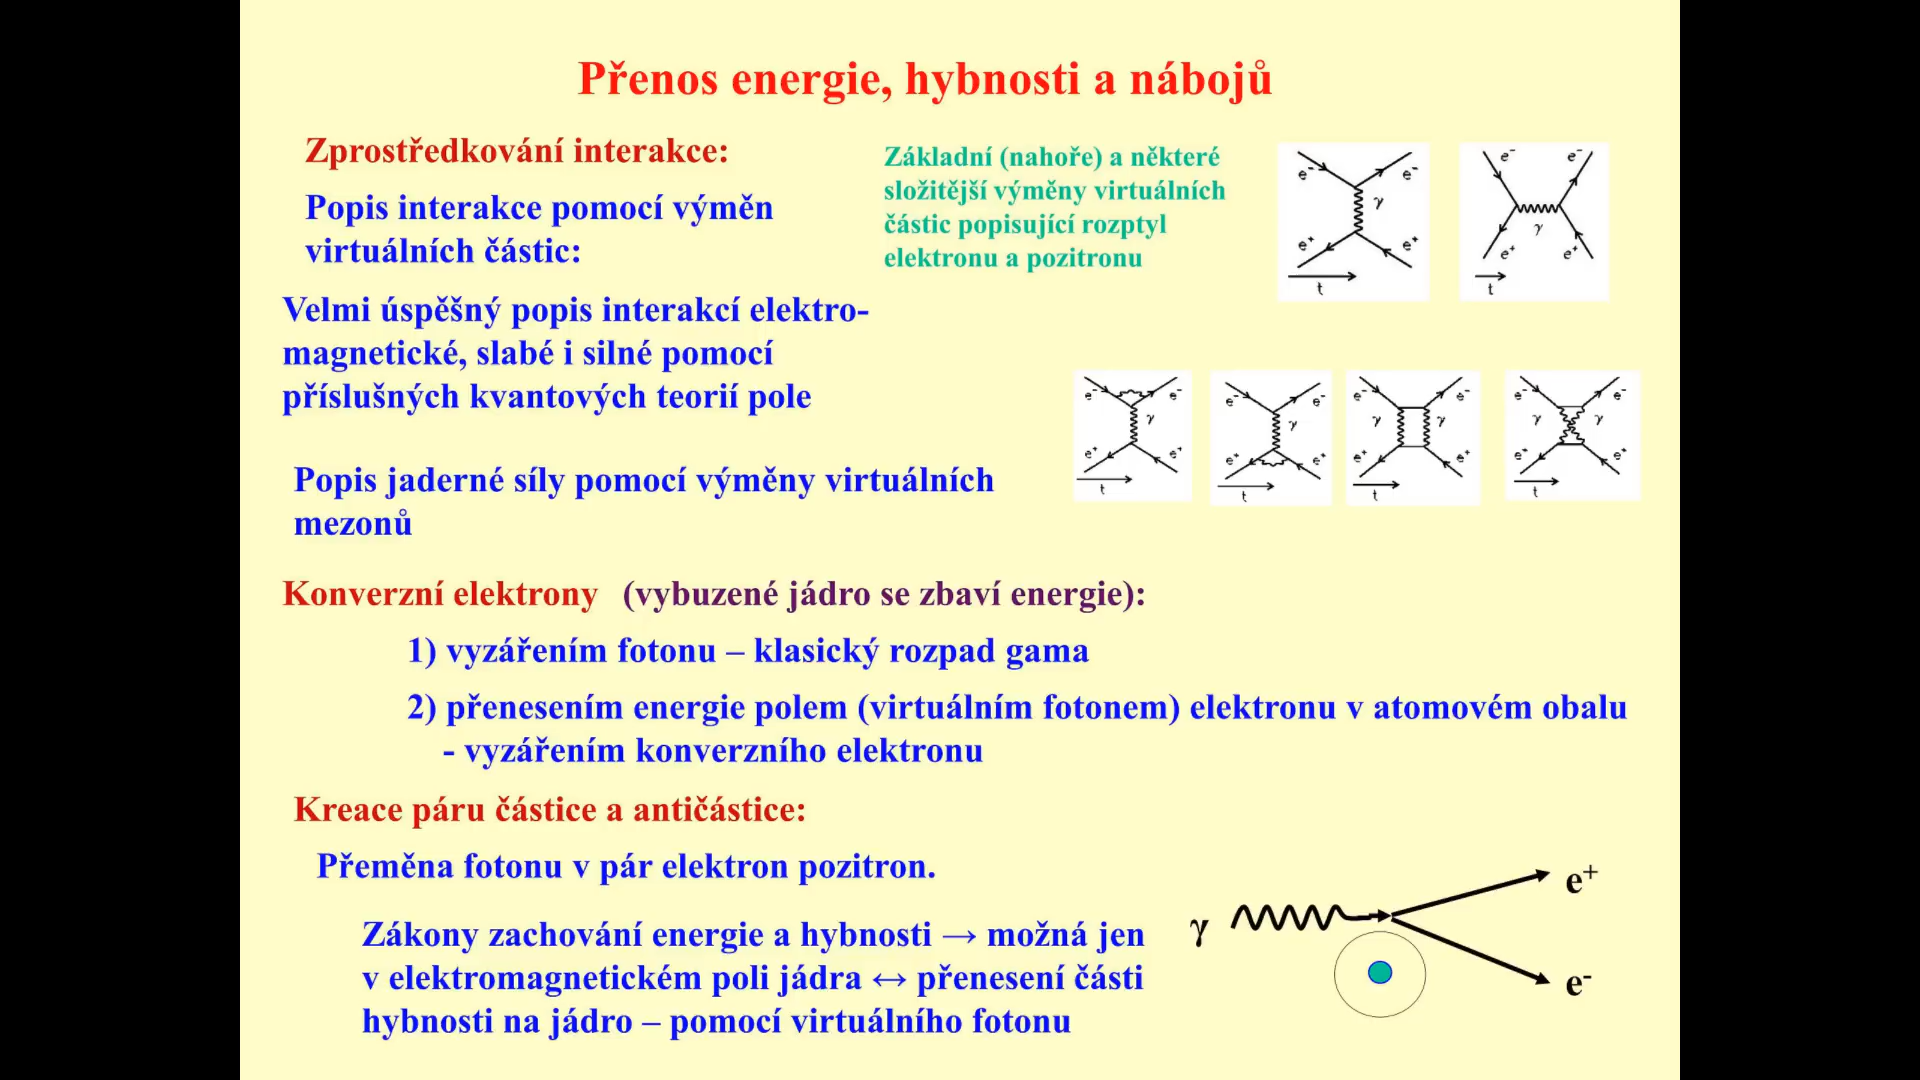 Přenos energie, hybnosti a nábojů
Zprostředkování interakce:
Popis interakce pomocí výměn
virtuálních částic:
Základní (nahoře) a některé
složitější výměny virtuálních
částic popisující rozptyl
elektronu a pozitronu
e⁻ e⁻
γ
e⁺ e⁺
t
e⁻ e⁻
γ
e⁺ e⁺
t
Velmi úspěšný popis interakcí elektro-
magnetické, slabé i silné pomocí
příslušných kvantových teorií pole
e⁻ e⁻
γ
e⁺ e⁺
t
e⁻ e⁻
γ
e⁺ e⁺
t
e⁻ e⁻
γ γ
e⁺ e⁺
t
e⁻ e⁻
γ γ
e⁺ e⁺
t
Popis jaderné síly pomocí výměny virtuálních
mezonů
Konverzní elektrony (vybuzené jádro se zbaví energie):
1) vyzářením fotonu – klasický rozpad gama
2) přenesením energie polem (virtuálním fotonem) elektronu v atomovém obalu
- vyzářením konverzního elektronu
Kreace páru částice a antičástice:
Přeměna fotonu v pár elektron pozitron.
Zákony zachování energie a hybnosti → možná jen
v elektromagnetickém poli jádra ↔ přenesení části
hybnosti na jádro – pomocí virtuálního fotonu
γ
e⁺
e⁻